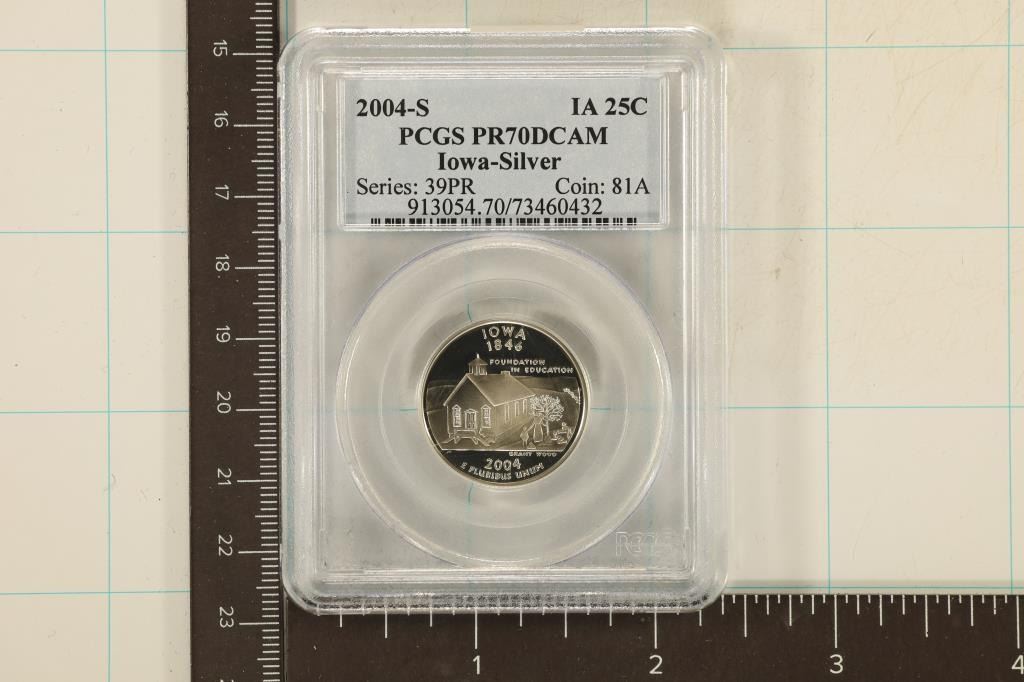 2004-S IA 25C
PCGS PR70DCAM
Iowa-Silver
Series: 39PR Coin: 81A
913054.70/73460432
IOWA
1846
FOUNDATION
IN EDUCATION
GRANT WOOD
2004
E PLURIBUS UNUM
PCGS
15
16
17
18
19
20
21
22
23
1 2 3 4